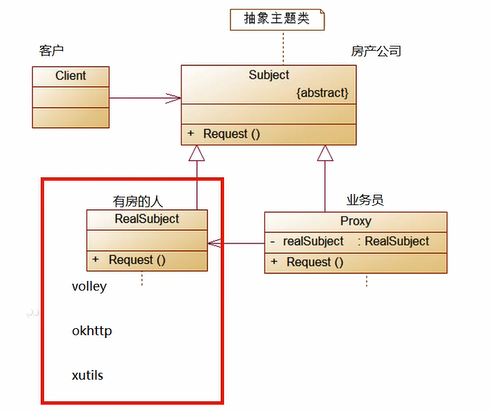 抽象主题类
客户
房产公司
Client
Subject
{abstract}
+ Request ()
有房的人
业务员
RealSubject
Proxy
- realSubject : RealSubject
+ Request ()
+ Request ()
volley
okhttp
xutils